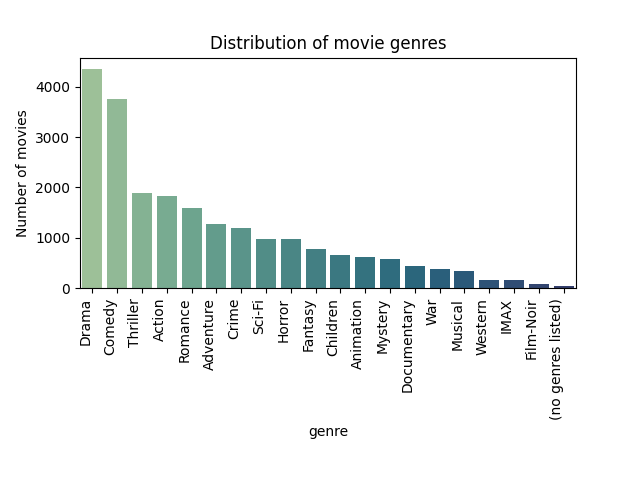 Distribution of movie genres
Number of movies
4000
3000
2000
1000
0
Drama
Comedy
Thriller
Action
Romance
Adventure
Crime
Sci-Fi
Horror
Fantasy
Children
Animation
Mystery
Documentary
War
Musical
Western
IMAX
Film-Noir
(no genres listed)
genre